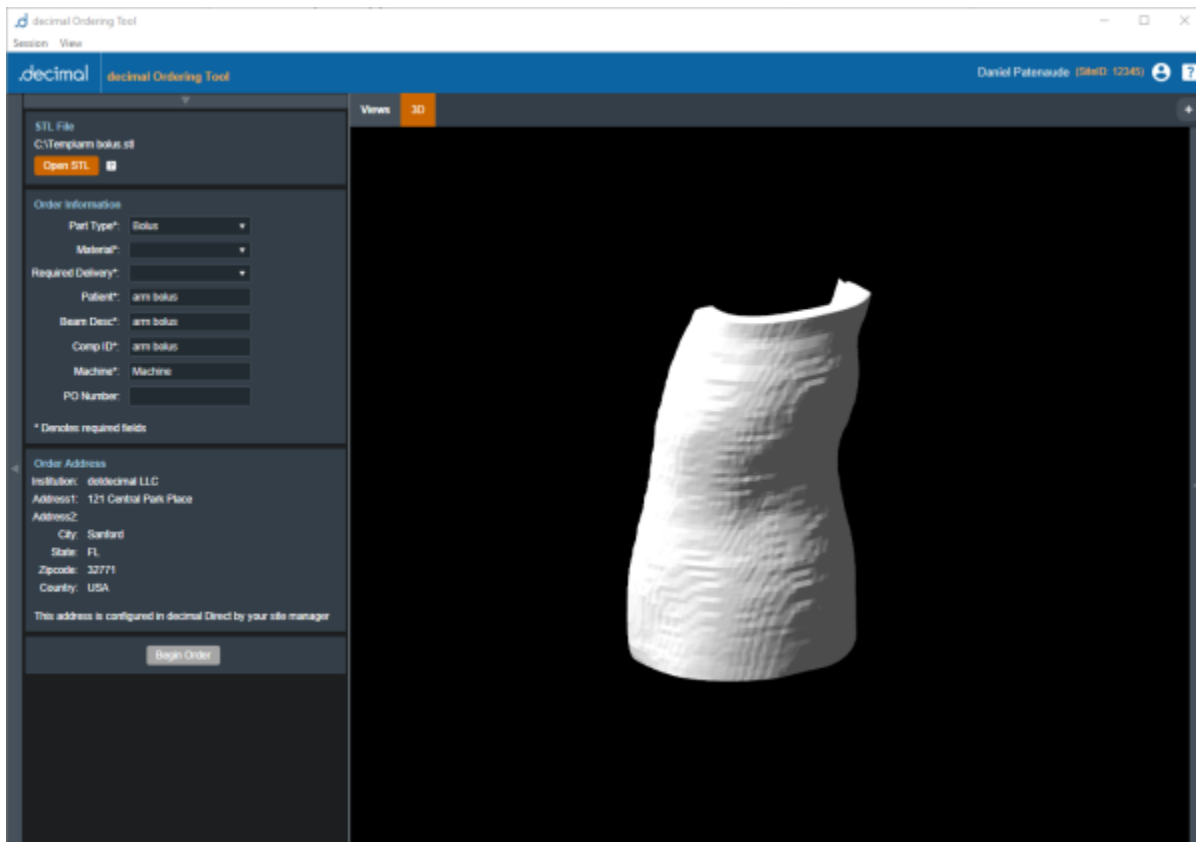 decimal Ordering Tool
Session View
.decimal decimal Ordering Tool Daniel Patenaude (SiteID: 12345) ?
STL File
C:\Temp\arm bolus.stl
Open STL ?
Order Information
Part Type*: Bolus
Material*:
Required Delivery*:
Patient*: arm bolus
Beam Desc*: arm bolus
Comp ID*: arm bolus
Machine*: Machine
PO Number:
* Denotes required fields
Order Address
Institution: dotdecimal LLC
Address1: 121 Central Park Place
Address2:
City: Sanford
State: FL
Zipcode: 32771
Country: USA
This address is configured in decimal Direct by your site manager
Begin Order
Views 3D +